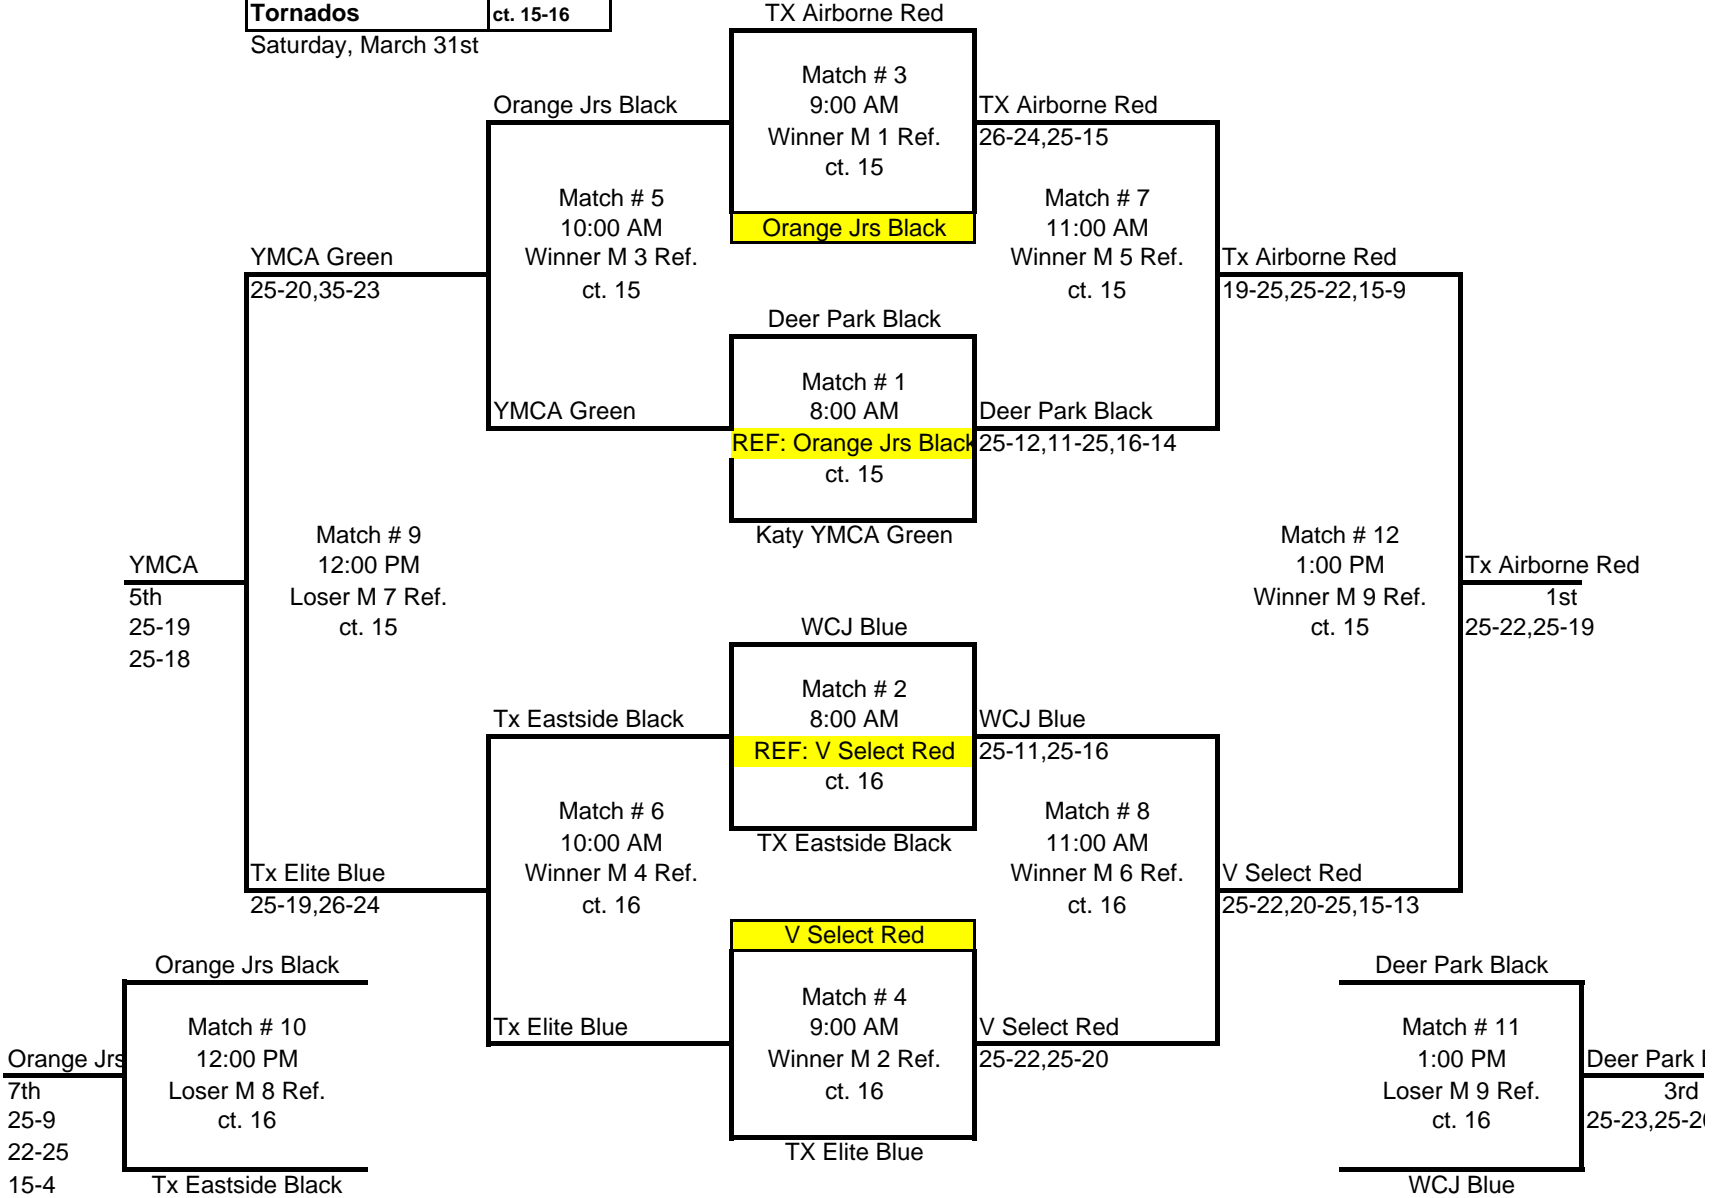 Tornados
ct. 15-16
Saturday, March 31st
TX Airborne Red
Match # 3
9:00 AM
Winner M 1 Ref.
ct. 15
Orange Jrs Black
Orange Jrs Black
TX Airborne Red
26-24,25-15
Match # 5
10:00 AM
Winner M 3 Ref.
ct. 15
Match # 7
11:00 AM
Winner M 5 Ref.
ct. 15
YMCA Green
25-20,35-23
Tx Airborne Red
19-25,25-22,15-9
Deer Park Black
Match # 1
8:00 AM
REF: Orange Jrs Black
ct. 15
Katy YMCA Green
YMCA Green
Deer Park Black
25-12,11-25,16-14
Match # 9
12:00 PM
Loser M 7 Ref.
ct. 15
YMCA
5th
25-19
25-18
Match # 12
1:00 PM
Winner M 9 Ref.
ct. 15
Tx Airborne Red
1st
25-22,25-19
WCJ Blue
Match # 2
8:00 AM
REF: V Select Red
ct. 16
TX Eastside Black
Tx Eastside Black
WCJ Blue
25-11,25-16
Match # 6
10:00 AM
Winner M 4 Ref.
ct. 16
Match # 8
11:00 AM
Winner M 6 Ref.
ct. 16
Tx Elite Blue
25-19,26-24
V Select Red
25-22,20-25,15-13
V Select Red
Match # 4
9:00 AM
Winner M 2 Ref.
ct. 16
TX Elite Blue
Tx Elite Blue
V Select Red
25-22,25-20
Orange Jrs Black
Match # 10
12:00 PM
Loser M 8 Ref.
ct. 16
Tx Eastside Black
Orange Jrs
7th
25-9
22-25
15-4
Deer Park Black
Match # 11
1:00 PM
Loser M 9 Ref.
ct. 16
WCJ Blue
Deer Park
3rd
25-23,